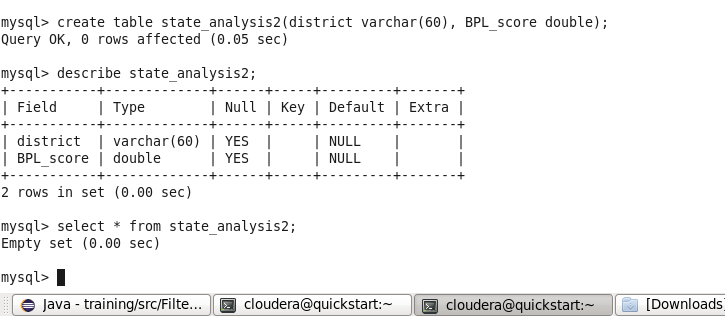 mysql> create table state_analysis2(district varchar(60), BPL_score double);
Query OK, 0 rows affected (0.05 sec)
mysql> describe state_analysis2;
+-----------+-------------+------+-----+---------+-------+
| Field     | Type        | Null | Key | Default | Extra |
+-----------+-------------+------+-----+---------+-------+
| district  | varchar(60) | YES  |     | NULL    |       |
| BPL_score | double      | YES  |     | NULL    |       |
+-----------+-------------+------+-----+---------+-------+
2 rows in set (0.00 sec)
mysql> select * from state_analysis2;
Empty set (0.00 sec)
mysql>
Java - training/src/Filte... cloudera@quickstart:~ cloudera@quickstart:~ [Downloads]